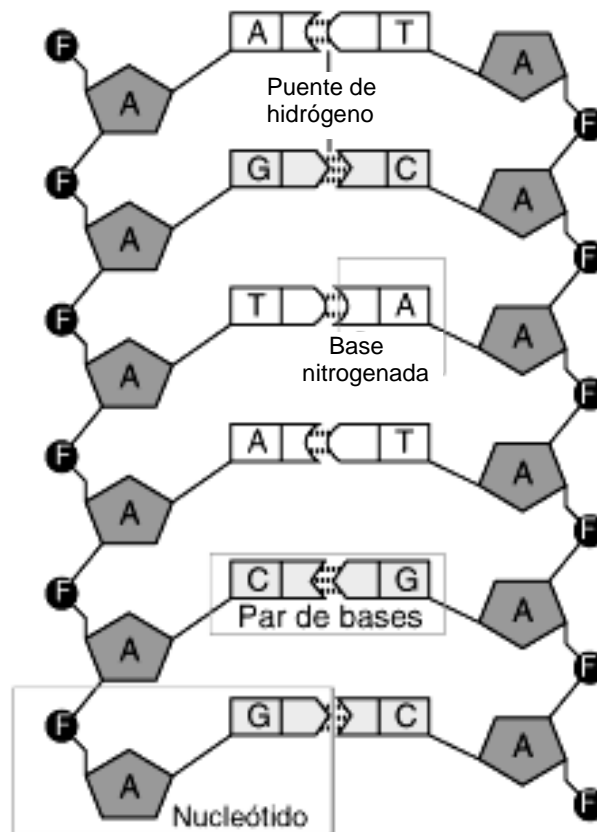 F A T A
Puente de
A
hidrógeno
F
F G C
A
A
F
F T A
A
Base
A nitrogenada
F
F A T
A
A
F
F C G
A
Par de bases
A
F
F G C
A
A
F
Nucleótido